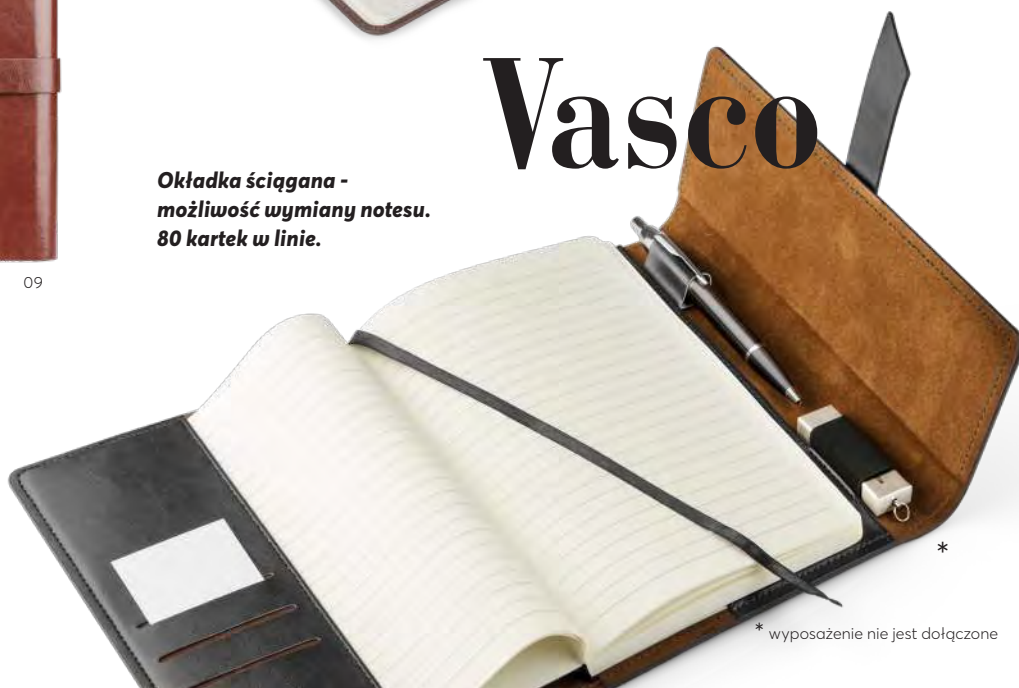 Vasco
Okładka ściągana -
możliwość wymiany notesu.
80 kartek w linie.
09
*
* wyposażenie nie jest dołączone